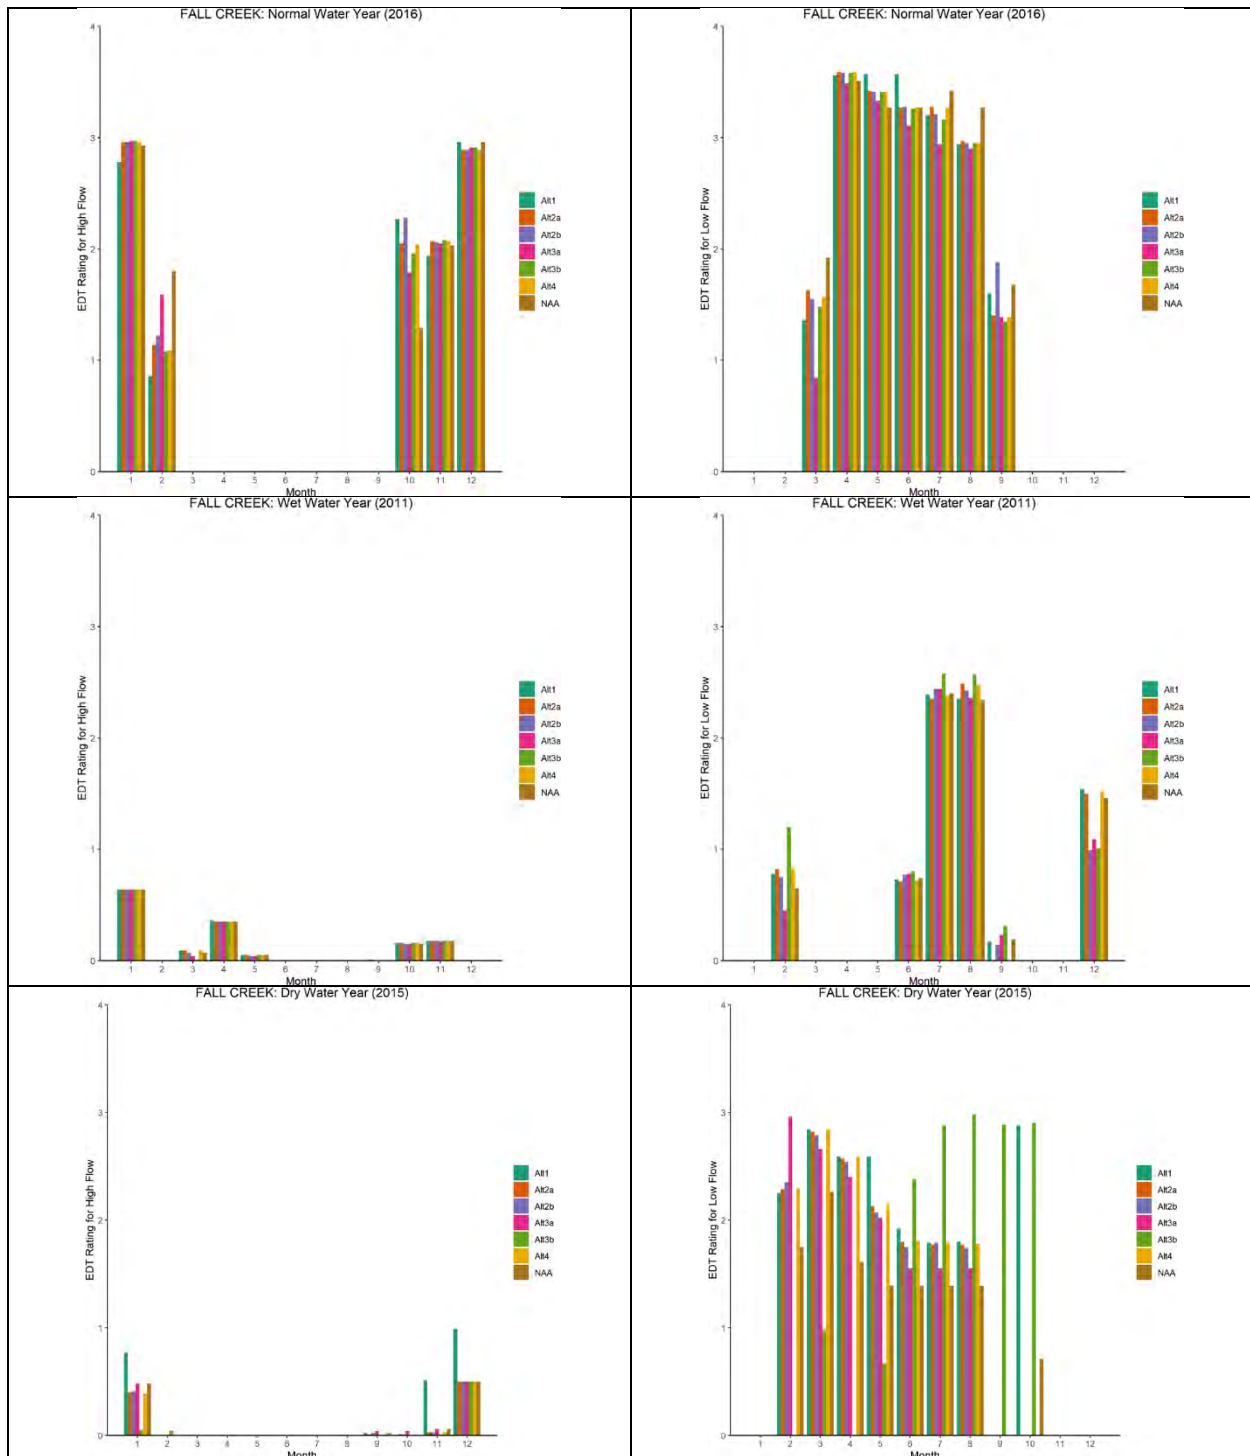 FALL CREEK: Normal Water Year (2016)
EDT Rating for High Flow
4
3
2
1
0
1 2 3 4 5 6 7 8 9 10 11 12
Month
Alt1
Alt2a
Alt2b
Alt3a
Alt3b
Alt4
NAA
FALL CREEK: Normal Water Year (2016)
EDT Rating for Low Flow
4
3
2
1
0
1 2 3 4 5 6 7 8 9 10 11 12
Month
Alt1
Alt2a
Alt2b
Alt3a
Alt3b
Alt4
NAA
FALL CREEK: Wet Water Year (2011)
EDT Rating for High Flow
4
3
2
1
0
1 2 3 4 5 6 7 8 9 10 11 12
Month
Alt1
Alt2a
Alt2b
Alt3a
Alt3b
Alt4
NAA
FALL CREEK: Wet Water Year (2011)
EDT Rating for Low Flow
4
3
2
1
0
1 2 3 4 5 6 7 8 9 10 11 12
Month
Alt1
Alt2a
Alt2b
Alt3a
Alt3b
Alt4
NAA
FALL CREEK: Dry Water Year (2015)
EDT Rating for High Flow
4
3
2
1
0
1 2 3 4 5 6 7 8 9 10 11 12
Month
Alt1
Alt2a
Alt2b
Alt3a
Alt3b
Alt4
NAA
FALL CREEK: Dry Water Year (2015)
EDT Rating for Low Flow
4
3
2
1
0
1 2 3 4 5 6 7 8 9 10 11 12
Month
Alt1
Alt2a
Alt2b
Alt3a
Alt3b
Alt4
NAA